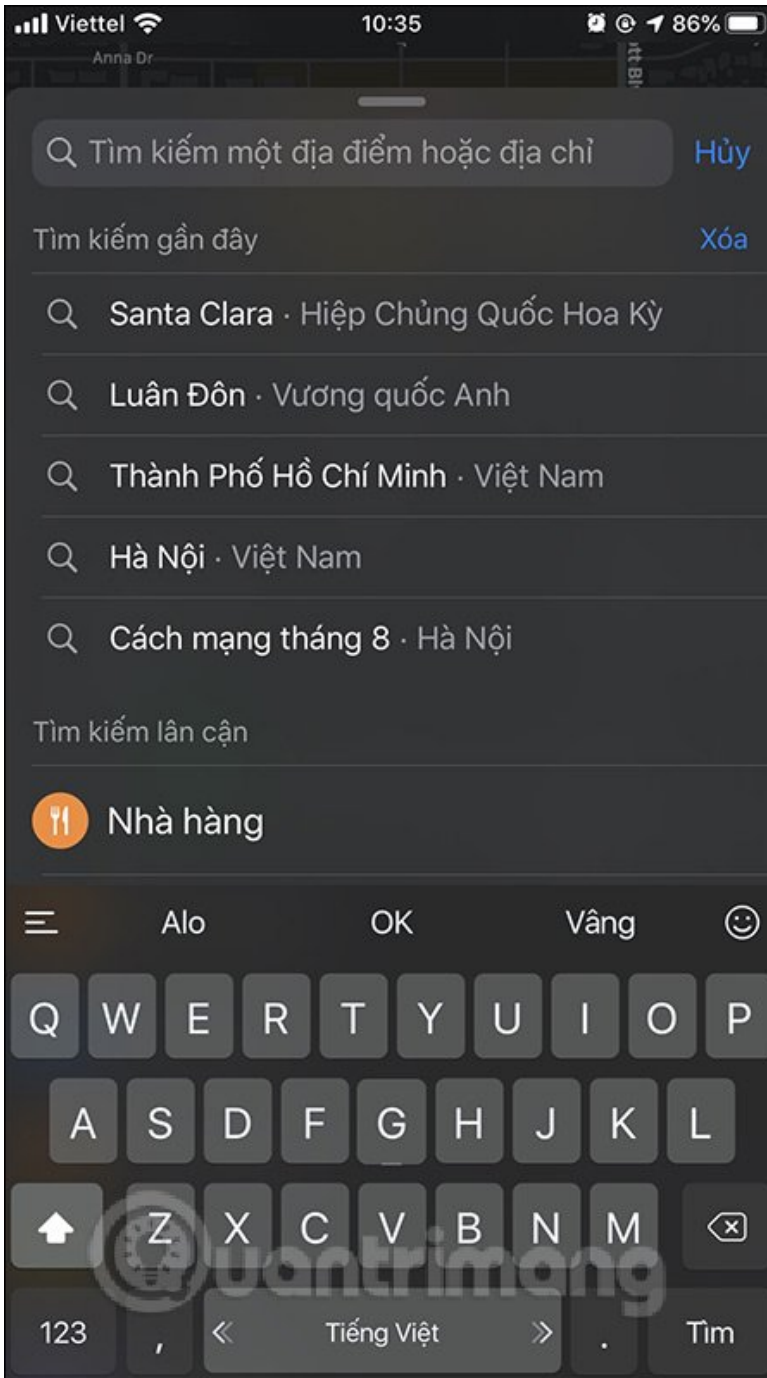 Viettel 10:35 86%
Anna Dr
Tìm kiếm một địa điểm hoặc địa chỉ Hủy
Tìm kiếm gần đây Xóa
Santa Clara · Hiệp Chủng Quốc Hoa Kỳ
Luân Đôn · Vương quốc Anh
Thành Phố Hồ Chí Minh · Việt Nam
Hà Nội · Việt Nam
Cách mạng tháng 8 · Hà Nội
Tìm kiếm lân cận
Nhà hàng
Alo OK Vâng
Q W E R T Y U I O P
A S D F G H J K L
Z X C V B N M
Quantrimang
123 , « Tiếng Việt » . Tìm